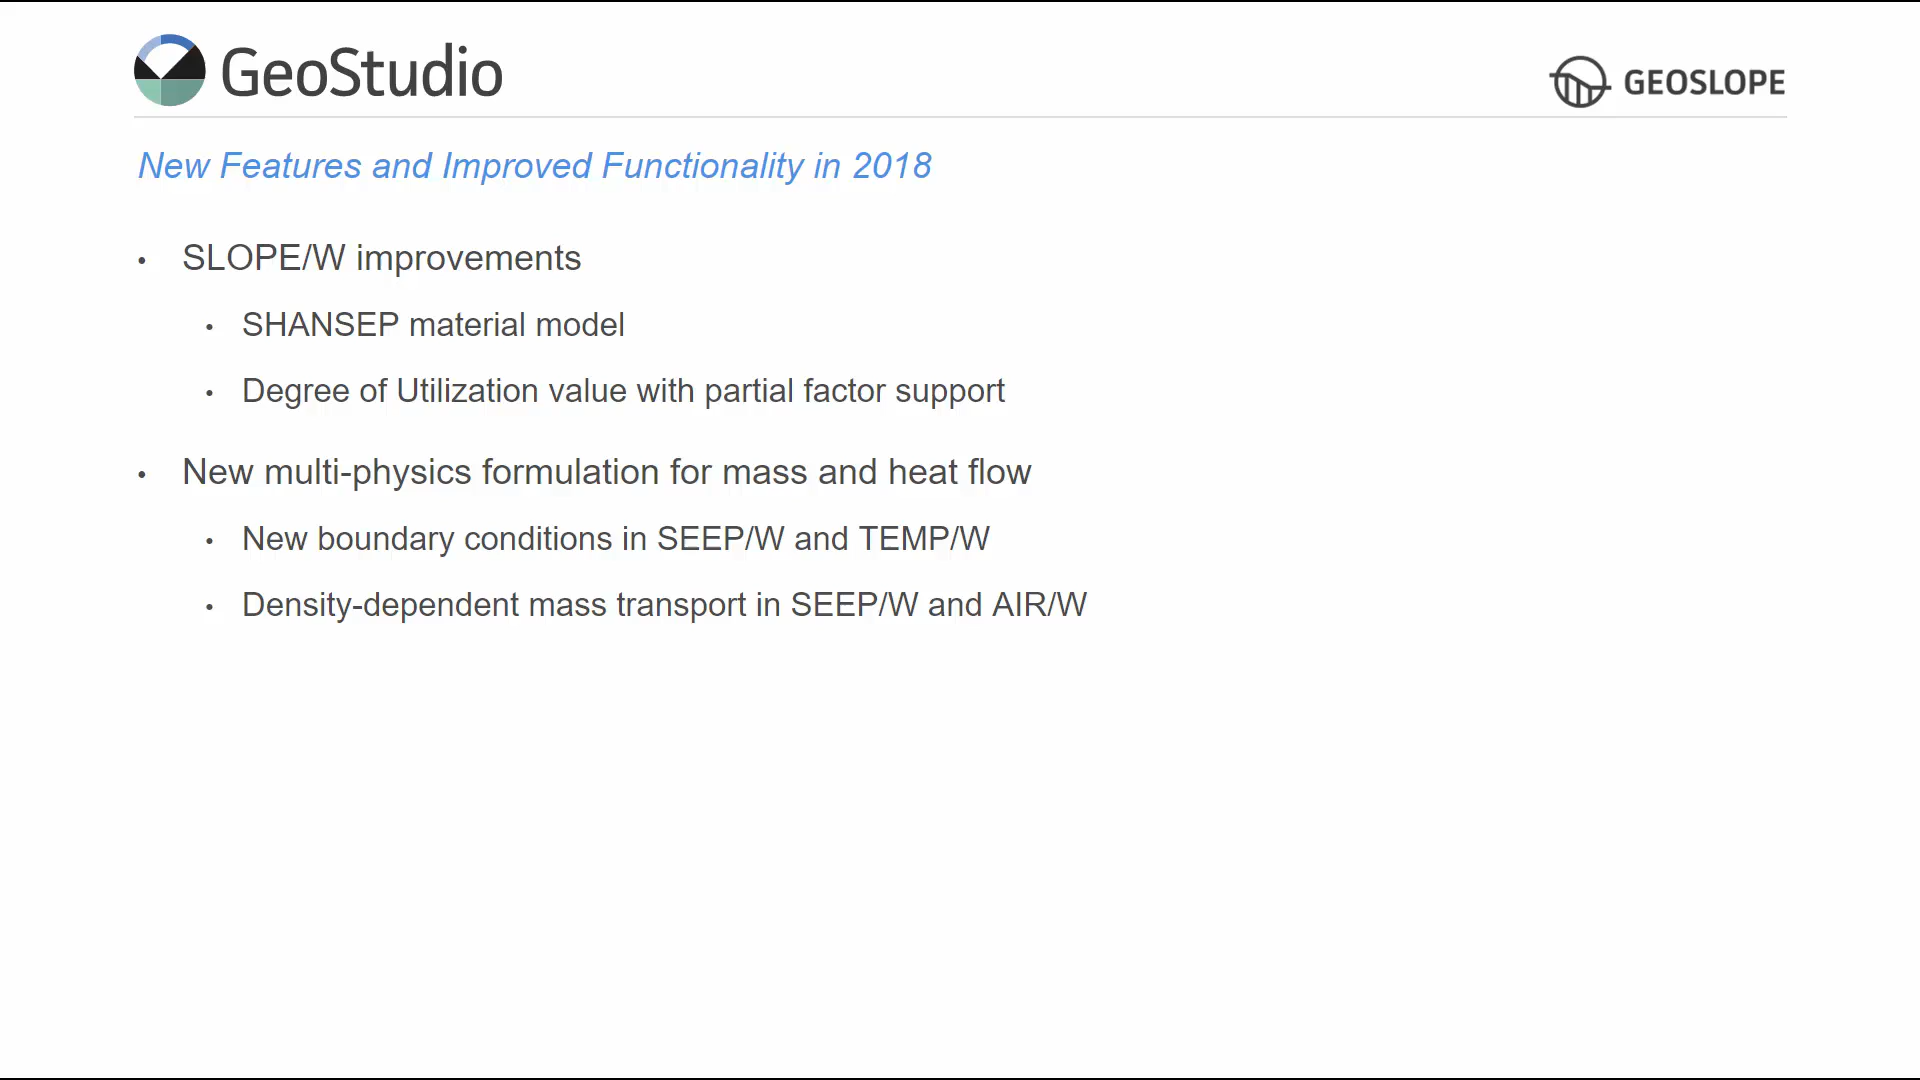 GeoStudio
GEOSLOPE
New Features and Improved Functionality in 2018
• SLOPE/W improvements
• SHANSEP material model
• Degree of Utilization value with partial factor support
• New multi-physics formulation for mass and heat flow
• New boundary conditions in SEEP/W and TEMP/W
• Density-dependent mass transport in SEEP/W and AIR/W